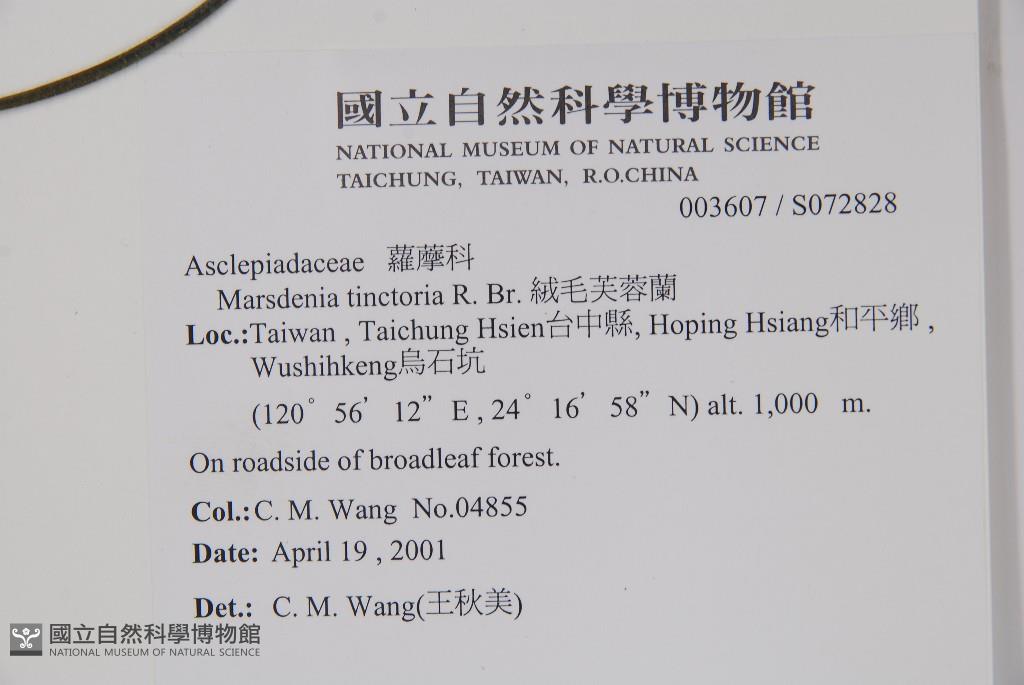 國立自然科學博物館
NATIONAL MUSEUM OF NATURAL SCIENCE
TAICHUNG, TAIWAN, R.O.CHINA
003607 / S072828
Asclepiadaceae 蘿藦科
Marsdenia tinctoria R. Br. 絨毛芙蓉蘭
Loc.:Taiwan , Taichung Hsien台中縣, Hoping Hsiang和平鄉 ,
Wushihkeng烏石坑
(120° 56’ 12” E , 24° 16’ 58” N) alt. 1,000 m.
On roadside of broadleaf forest.
Col.: C. M. Wang No.04855
Date: April 19 , 2001
Det.: C. M. Wang(王秋美)
國立自然科學博物館
NATIONAL MUSEUM OF NATURAL SCIENCE